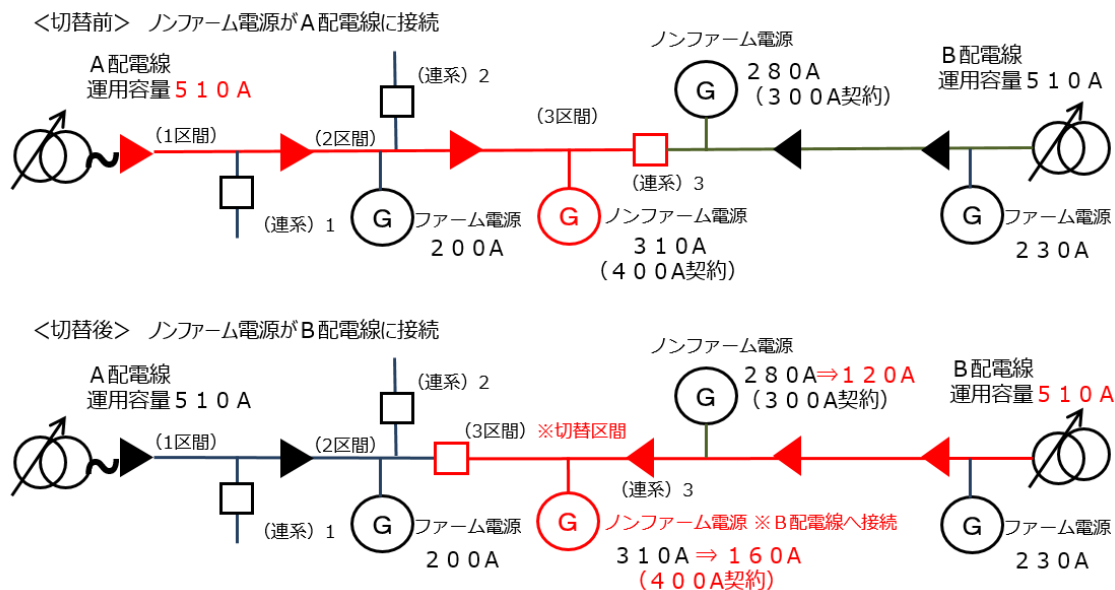 <切替前> ノンファーム電源がA配電線に接続
A配電線
運用容量510A
(1区間)
(連系)1
(2区間)
(連系)2
G
ファーム電源
200A
(3区間)
(連系)3
G
ノンファーム電源
310A
(400A契約)
ノンファーム電源
G
280A
(300A契約)
B配電線
運用容量510A
G
ファーム電源
230A
<切替後> ノンファーム電源がB配電線に接続
A配電線
運用容量510A
(1区間)
(連系)1
(2区間)
(連系)2
G
ファーム電源
200A
(3区間)※切替区間
(連系)3
G
ノンファーム電源 ※B配電線へ接続
310A⇒160A
(400A契約)
ノンファーム電源
G
280A⇒120A
(300A契約)
B配電線
運用容量510A
G
ファーム電源
230A